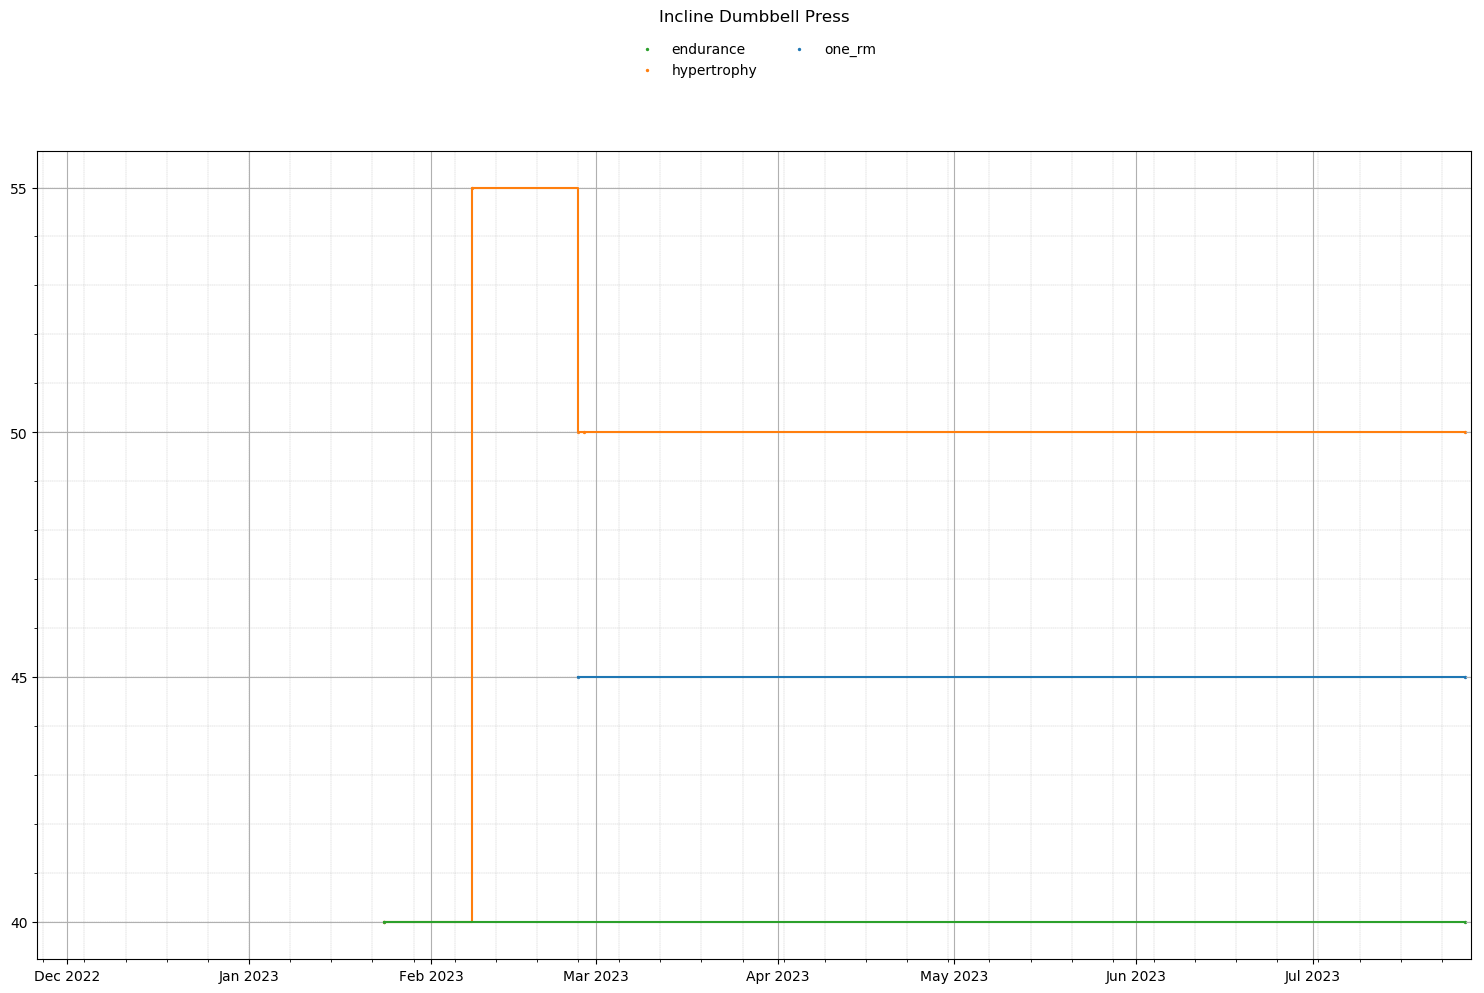 Incline Dumbbell Press
endurance one_rm
hypertrophy
55
50
45
40
Dec 2022 Jan 2023 Feb 2023 Mar 2023 Apr 2023 May 2023 Jun 2023 Jul 2023